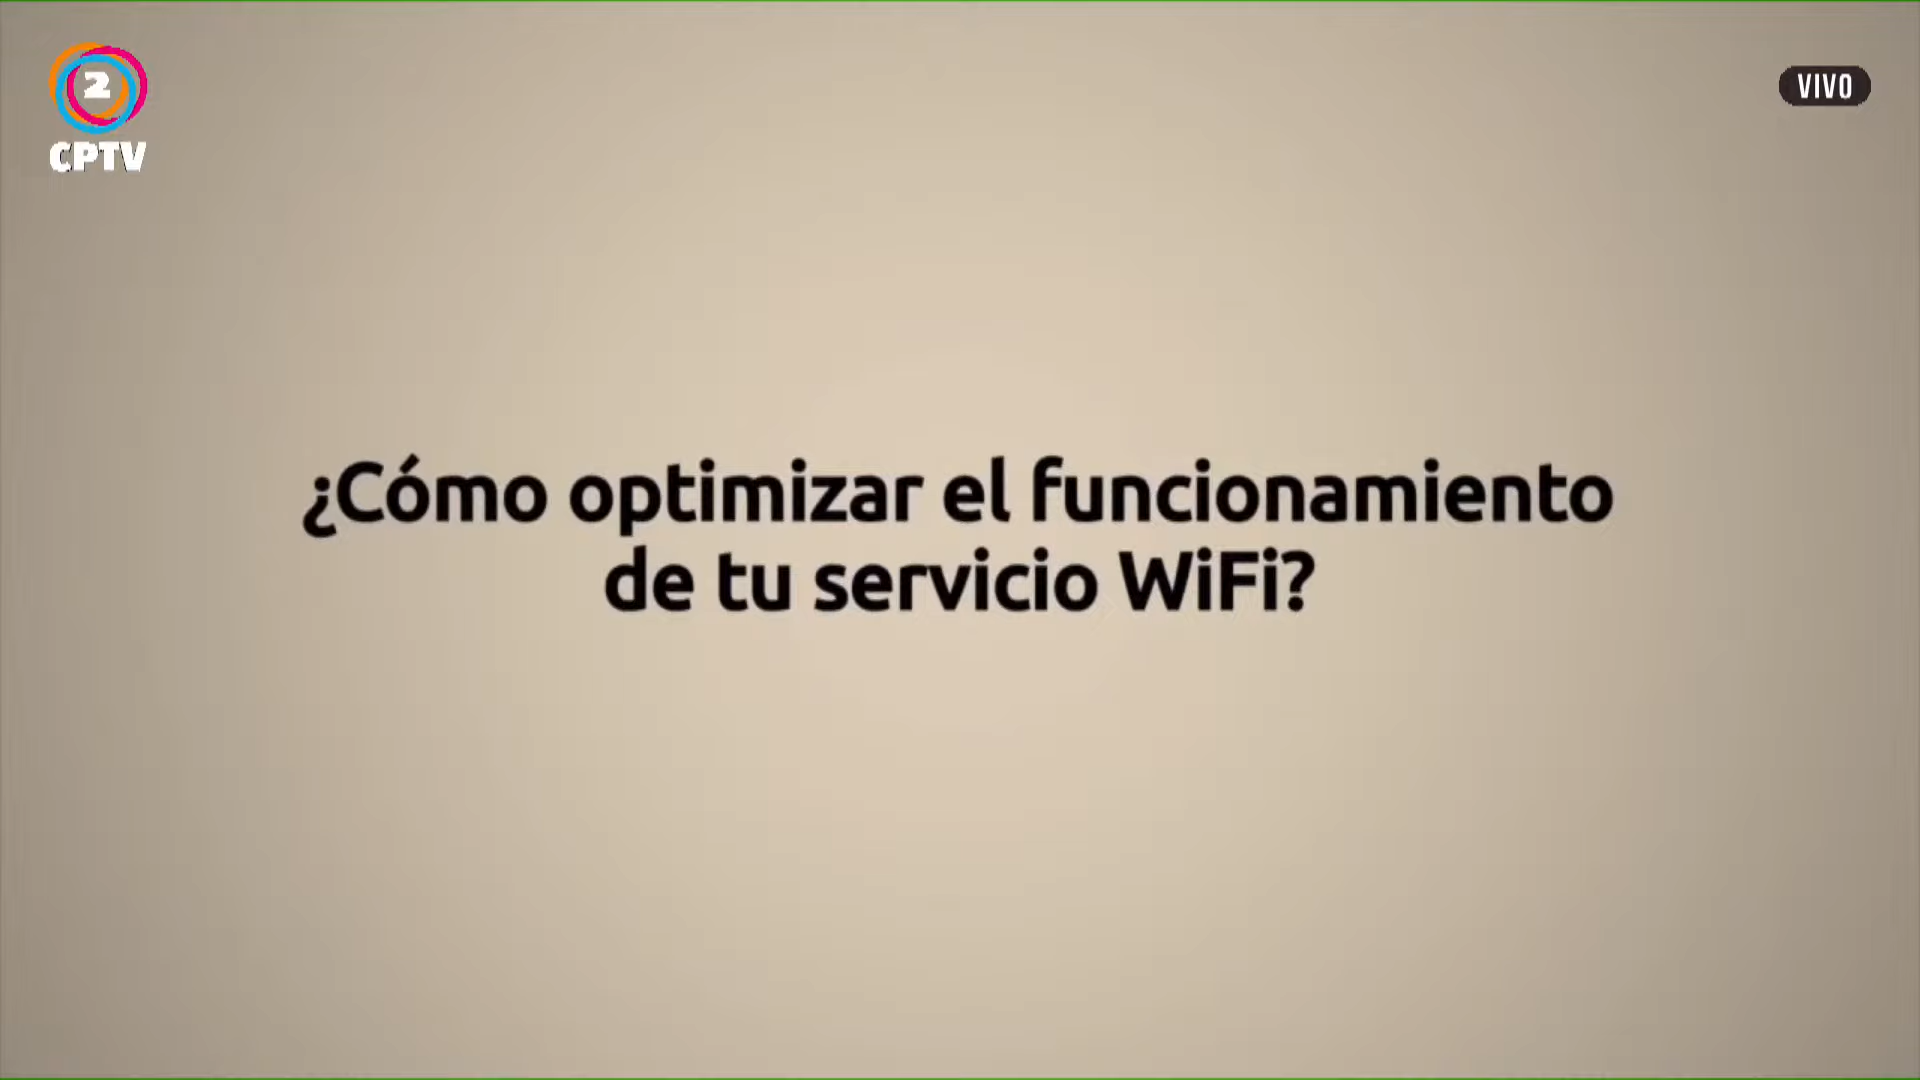 2
CPTV
VIVO
¿Cómo optimizar el funcionamiento
de tu servicio WiFi?